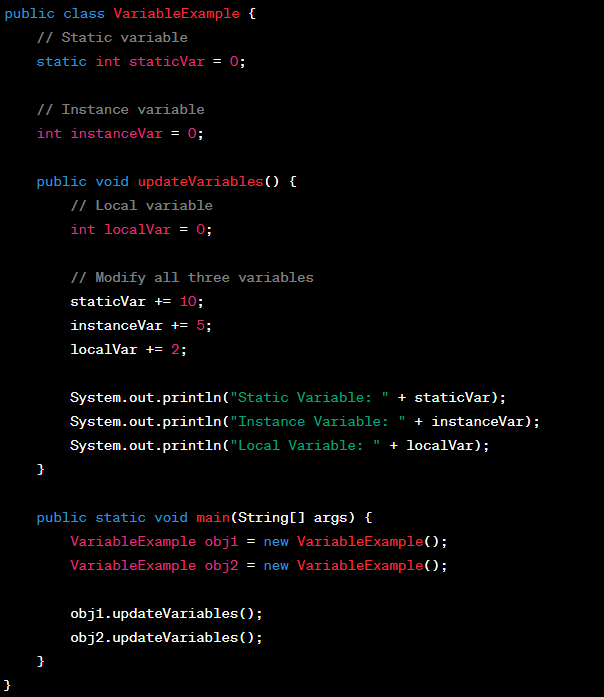 public class VariableExample {
    // Static variable
    static int staticVar = 0;

    // Instance variable
    int instanceVar = 0;

    public void updateVariables() {
        // Local variable
        int localVar = 0;

        // Modify all three variables
        staticVar += 10;
        instanceVar += 5;
        localVar += 2;

        System.out.println("Static Variable: " + staticVar);
        System.out.println("Instance Variable: " + instanceVar);
        System.out.println("Local Variable: " + localVar);
    }

    public static void main(String[] args) {
        VariableExample obj1 = new VariableExample();
        VariableExample obj2 = new VariableExample();

        obj1.updateVariables();
        obj2.updateVariables();
    }
}